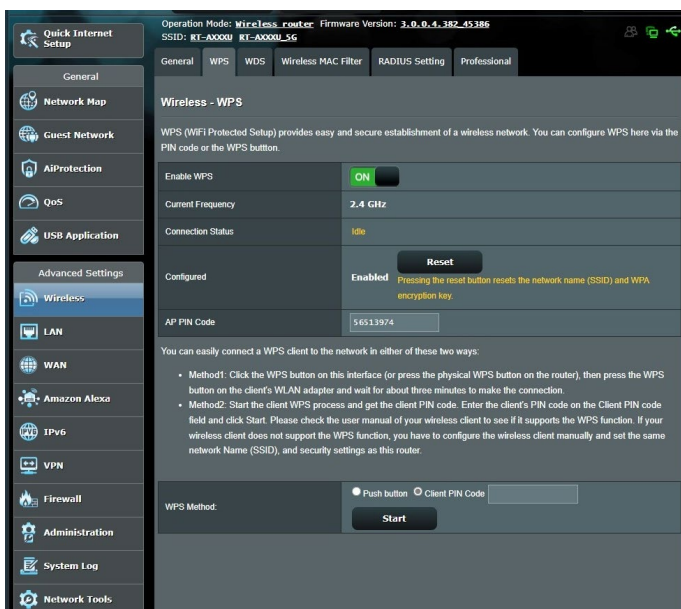 Quick Internet
Setup
General
Network Map
Guest Network
AiProtection
QoS
USB Application
Advanced Settings
Wireless
LAN
WAN
Amazon Alexa
IPv6
VPN
Firewall
Administration
System Log
Network Tools
Operation Mode: Wireless router Firmware Version: 3.0.0.4.382_45386
SSID: RT-AXXXU RT-AXXXU_5G
General WPS WDS Wireless MAC Filter RADIUS Setting Professional
Wireless - WPS
WPS (WiFi Protected Setup) provides easy and secure establishment of a wireless network. You can configure WPS here via the
PIN code or the WPS buttton.
Enable WPS ON
Current Frequency 2.4 GHz
Connection Status Idle
Configured Enabled Reset
Pressing the reset button resets the network name (SSID) and WPA
encryption key.
AP PIN Code 56513974
You can easily connect a WPS client to the network in either of these two ways:
• Method1: Click the WPS button on this interface (or press the physical WPS button on the router), then press the WPS
button on the client's WLAN adapter and wait for about three minutes to make the connection.
• Method2: Start the client WPS process and get the client PIN code. Enter the client's PIN code on the Client PIN code
field and click Start. Please check the user manual of your wireless client to see if it supports the WPS function. If your
wireless client does not support the WPS function, you have to configure the wireless client manually and set the same
network Name (SSID), and security settings as this router.
WPS Method: Push button Client PIN Code
Start